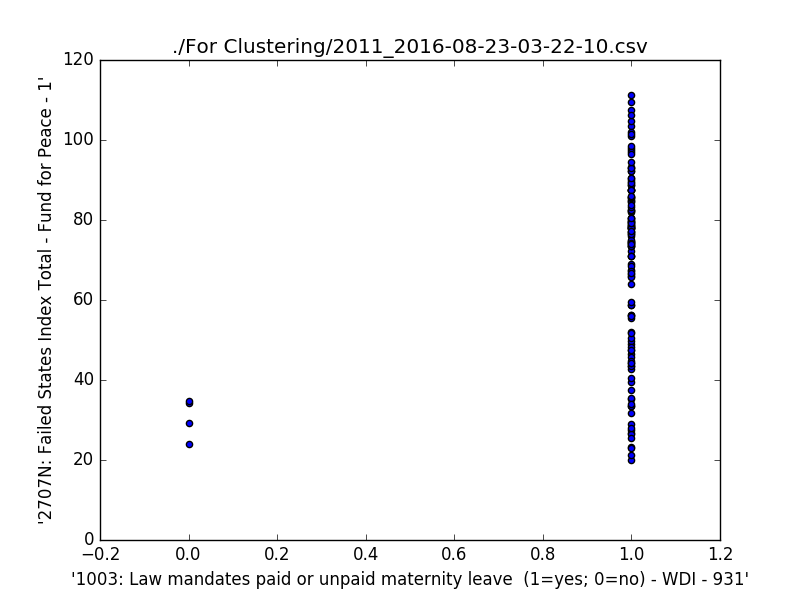 ./For Clustering/2011_2016-08-23-03-22-10.csv
'2707N: Failed States Index Total - Fund for Peace - 1'
120
100
80
60
40
20
0
−0.2 0.0 0.2 0.4 0.6 0.8 1.0 1.2
'1003: Law mandates paid or unpaid maternity leave  (1=yes; 0=no) - WDI - 931'